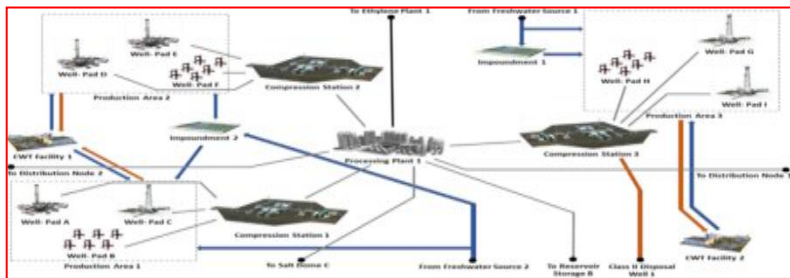 To Ethylene Plant 1
From Freshwater Source 1
Well- Pad E
Well- Pad G
Well- Pad D
Impoundment 1
Well- Pad F
Well- Pad H
Compression Station 2
Well- Pad I
Production Area 2
Production Area 3
Impoundment 2
CWT Facility 1
Processing Plant 1
Compression Station 3
To Distribution Node 2
To Distribution Node 1
Well- Pad A
Well- Pad C
Compression Station 1
CWT Facility 2
Well- Pad B
Production Area 1
To Salt Dome C
From Freshwater Source 2
To Reservoir
Storage B
Class II Disposal
Well 1